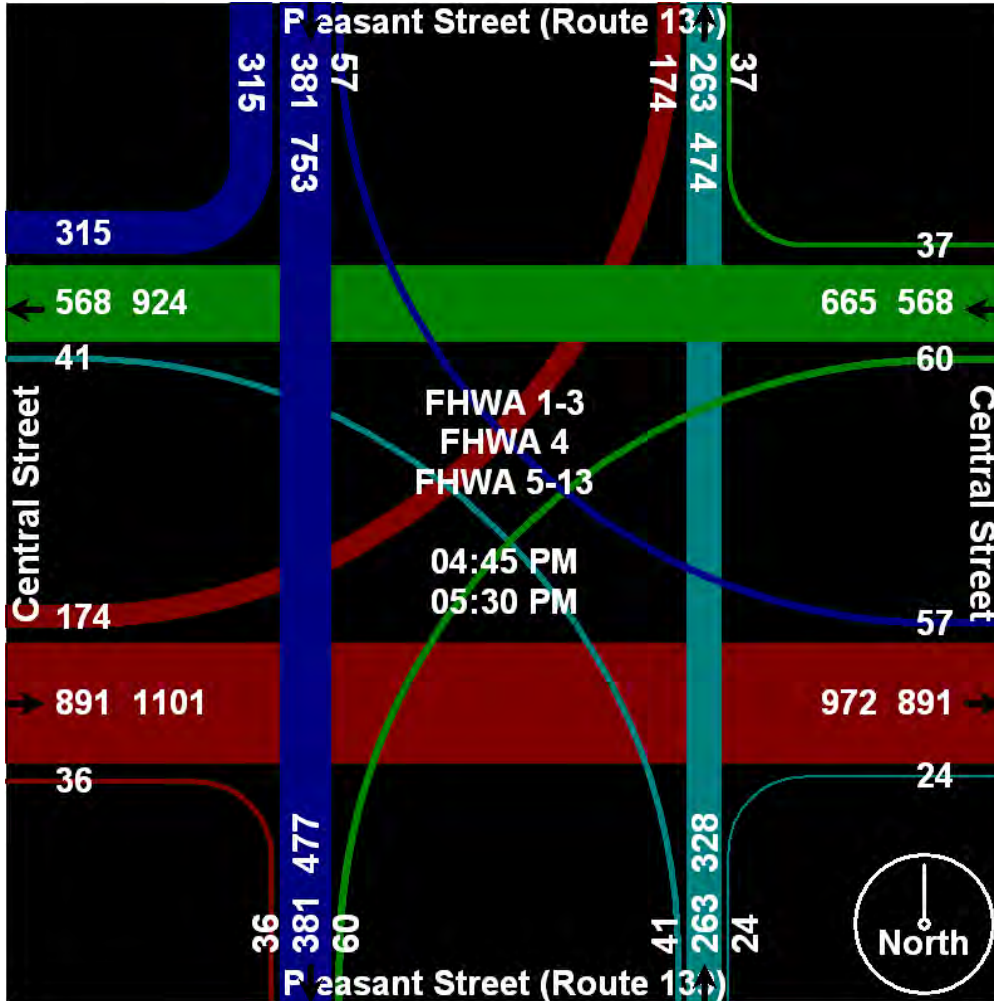 Pleasant Street (Route 138)
315
381 753
57
174
263 474
37
315
37
568 924
665 568
41
60
FHWA 1-3
FHWA 4
FHWA 5-13
Central Street
Central Street
04:45 PM
05:30 PM
174
57
891 1101
972 891
36
24
36
381 477
60
41
263 328
24
North
Pleasant Street (Route 138)